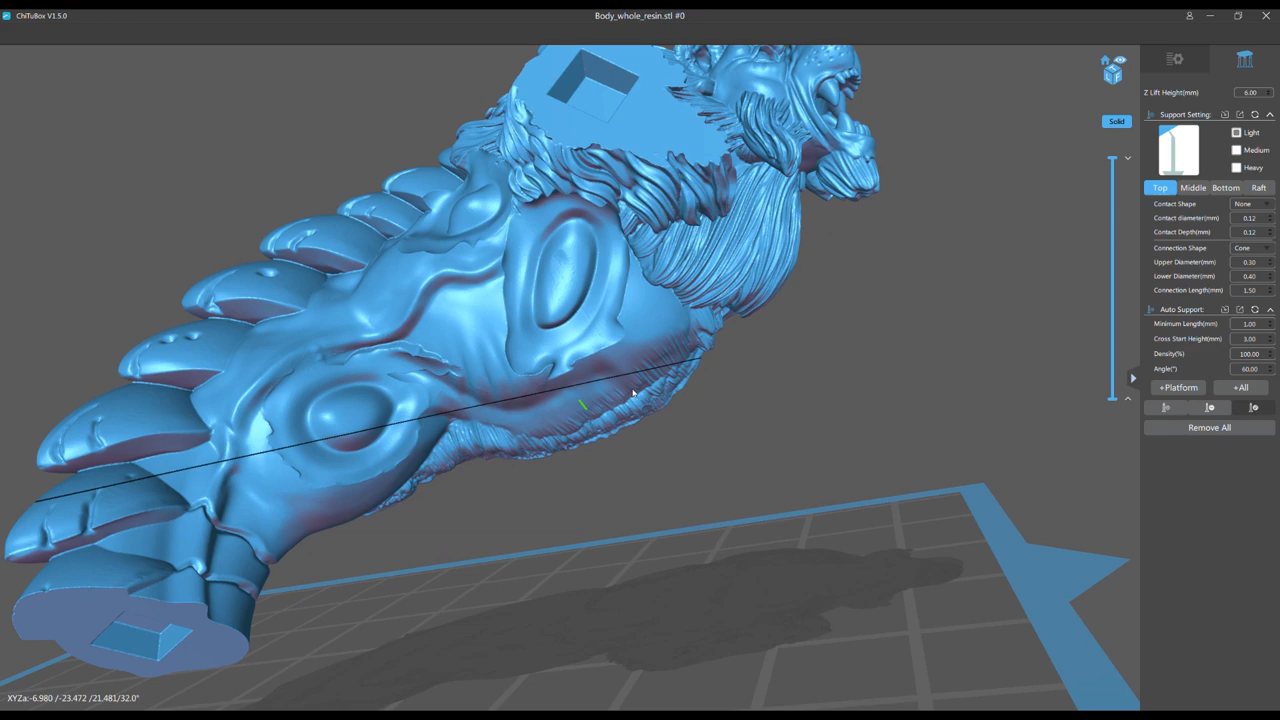 ChiTuBox V1.5.0
Body_whole_resin.stl #0
Z Lift Height(mm) 6.00
Support Setting:
Solid
Light
Medium
Heavy
Top Middle Bottom Raft
Contact Shape None
Contact diameter(mm) 0.12
Contact Depth(mm) 0.12
Connection Shape Cone
Upper Diameter(mm) 0.30
Lower Diameter(mm) 0.40
Connection Length(mm) 1.50
Auto Support:
Minimum Length(mm) 1.00
Cross Start Height(mm) 3.00
Density(%) 100.00
Angle(°) 60.00
+Platform +All
Remove All
XYZa:-6.980 /-23.472 /21.481/32.0°